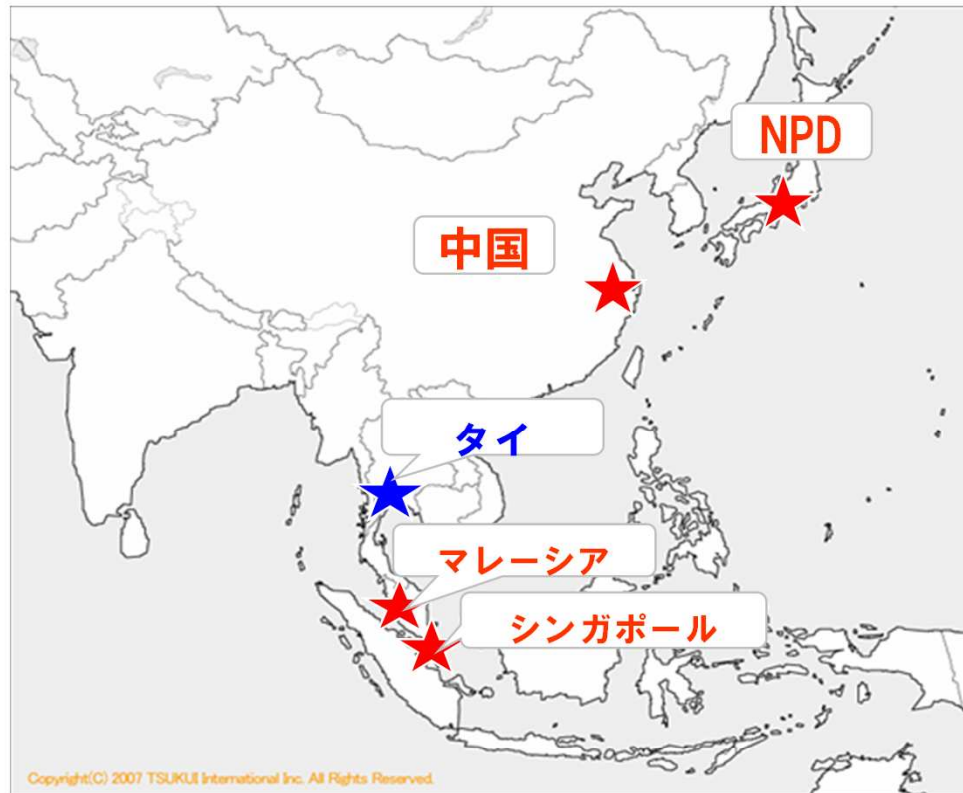 NPD
中国
タイ
マレーシア
シンガポール
Copyright(C) 2007 TSUKUI International Inc. All Rights Reserved.